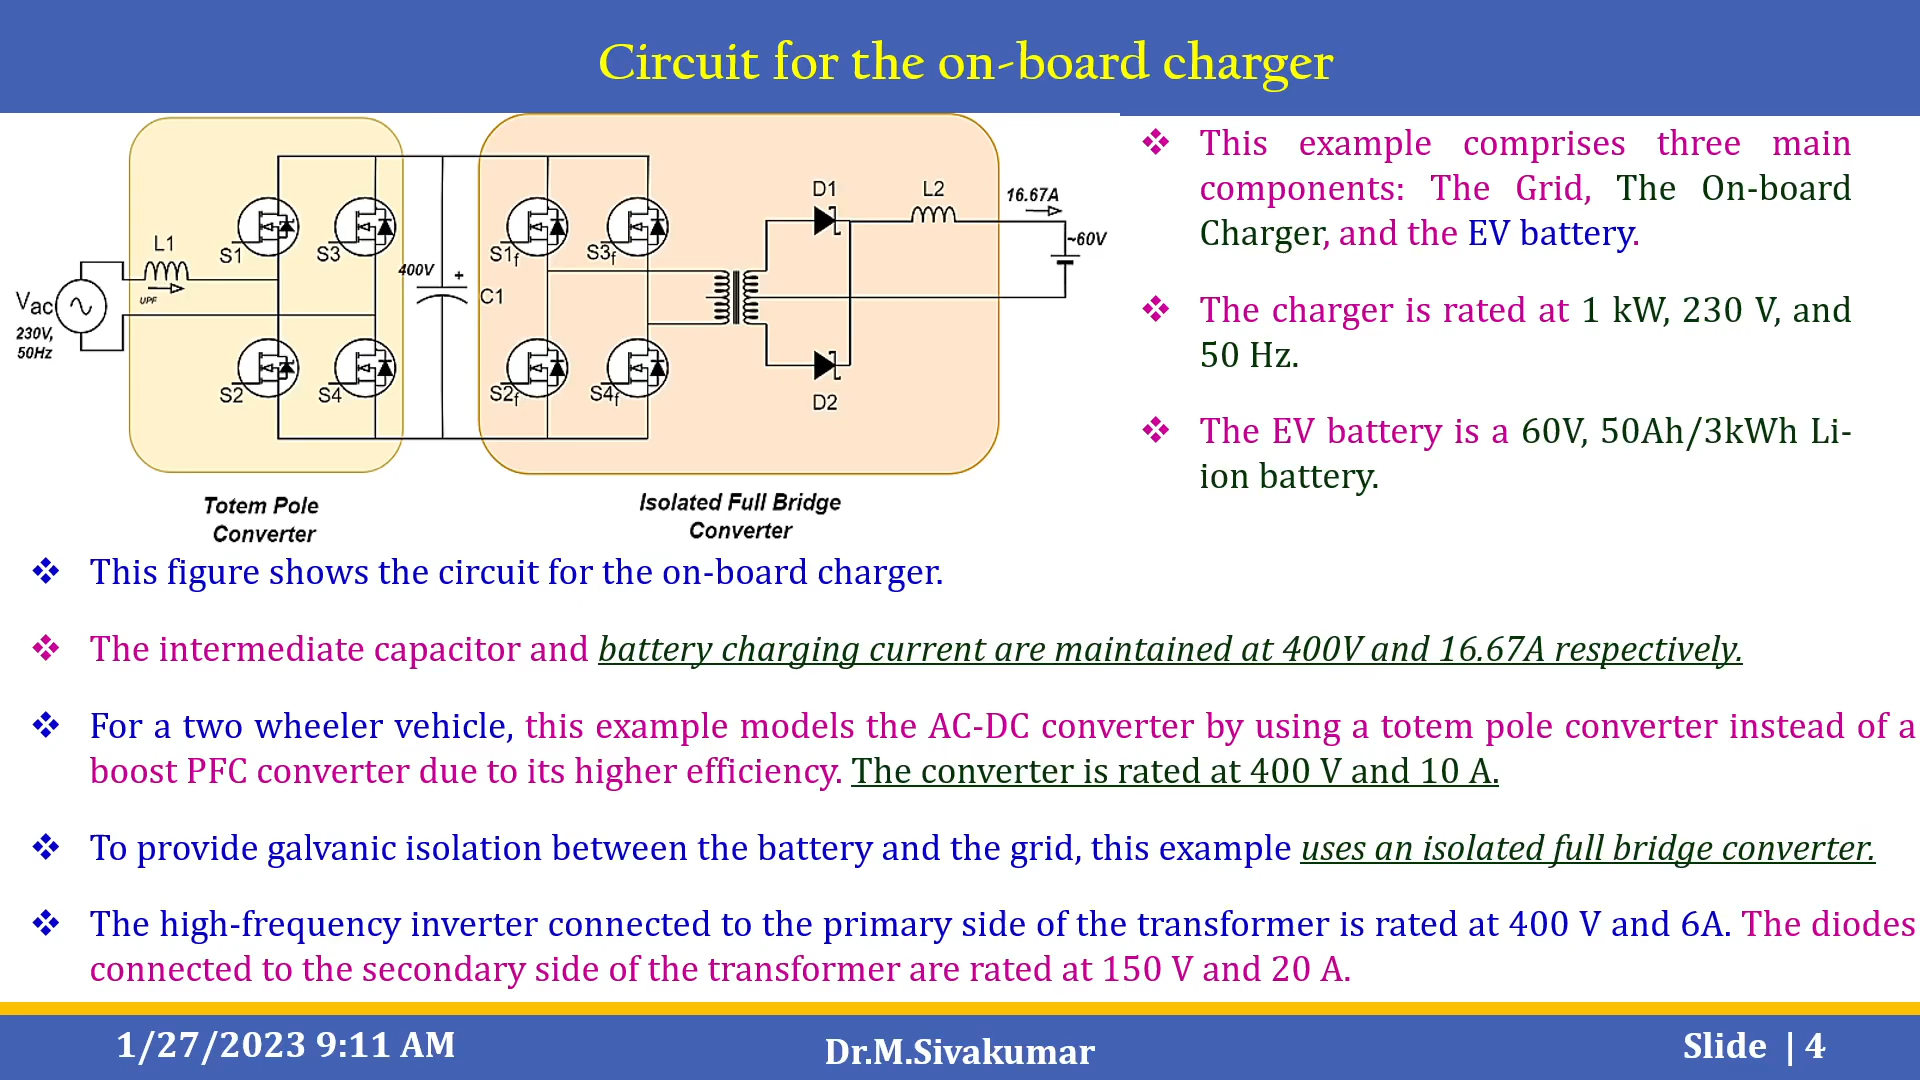 Circuit for the on-board charger
S1
S3
L1
UPF
Vac
230V,
50Hz
S2
S4
400V
+
C1
S1f
S3f
S2f
S4f
D1
D2
L2
16.67A
~60V
Totem Pole
Converter
Isolated Full Bridge
Converter
❖ This example comprises three main
components: The Grid, The On-board
Charger, and the EV battery.
❖ The charger is rated at 1 kW, 230 V, and
50 Hz.
❖ The EV battery is a 60V, 50Ah/3kWh Li-
ion battery.
❖ This figure shows the circuit for the on-board charger.
❖ The intermediate capacitor and battery charging current are maintained at 400V and 16.67A respectively.
❖ For a two wheeler vehicle, this example models the AC-DC converter by using a totem pole converter instead of a
boost PFC converter due to its higher efficiency. The converter is rated at 400 V and 10 A.
❖ To provide galvanic isolation between the battery and the grid, this example uses an isolated full bridge converter.
❖ The high-frequency inverter connected to the primary side of the transformer is rated at 400 V and 6A. The diodes
connected to the secondary side of the transformer are rated at 150 V and 20 A.
1/27/2023 9:11 AM
Dr.M.Sivakumar
Slide | 4